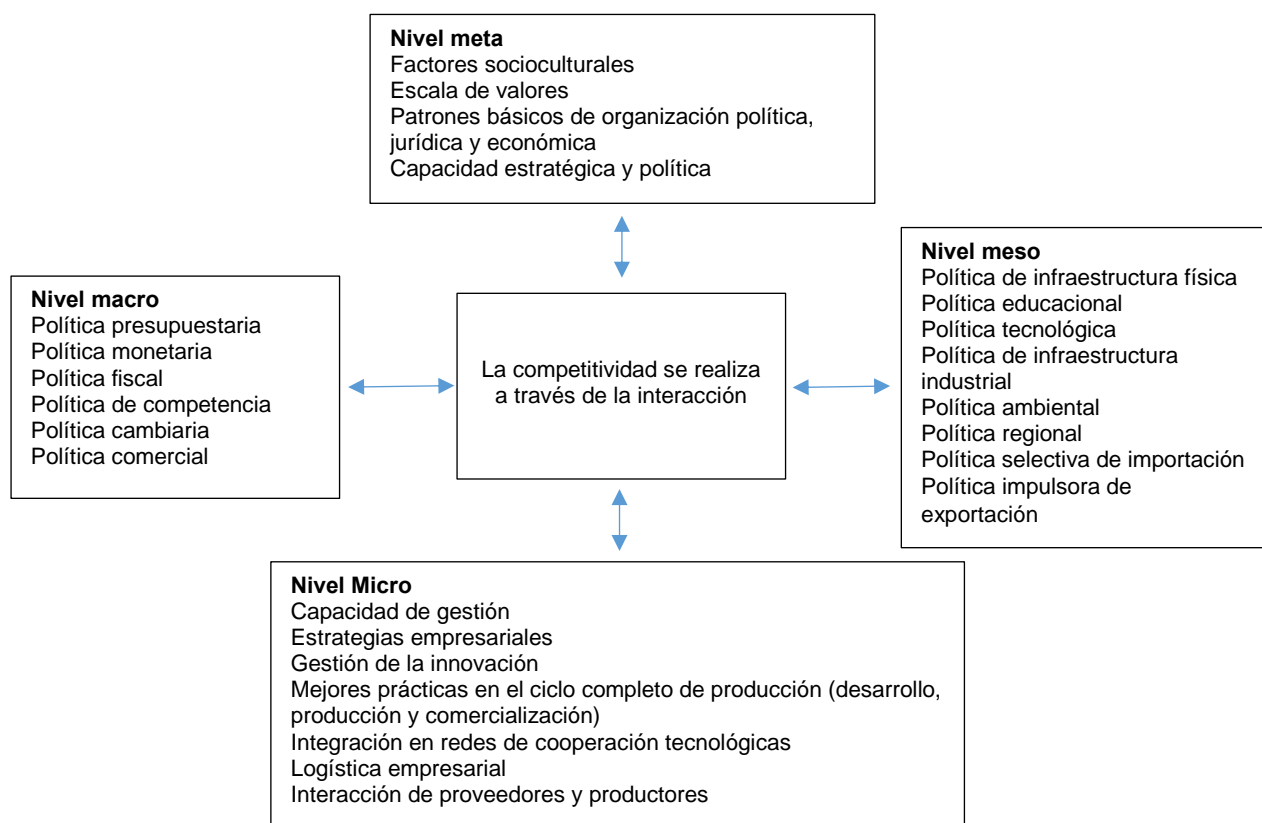 Nivel meta
Factores socioculturales
Escala de valores
Patrones básicos de organización política,
jurídica y económica
Capacidad estratégica y política
Nivel macro
Política presupuestaria
Política monetaria
Política fiscal
Política de competencia
Política cambiaria
Política comercial
La competitividad se realiza
a través de la interacción
Nivel meso
Política de infraestructura física
Política educacional
Política tecnológica
Política de infraestructura
industrial
Política ambiental
Política regional
Política selectiva de importación
Política impulsora de
exportación
Nivel Micro
Capacidad de gestión
Estrategias empresariales
Gestión de la innovación
Mejores prácticas en el ciclo completo de producción (desarrollo,
producción y comercialización)
Integración en redes de cooperación tecnológicas
Logística empresarial
Interacción de proveedores y productores